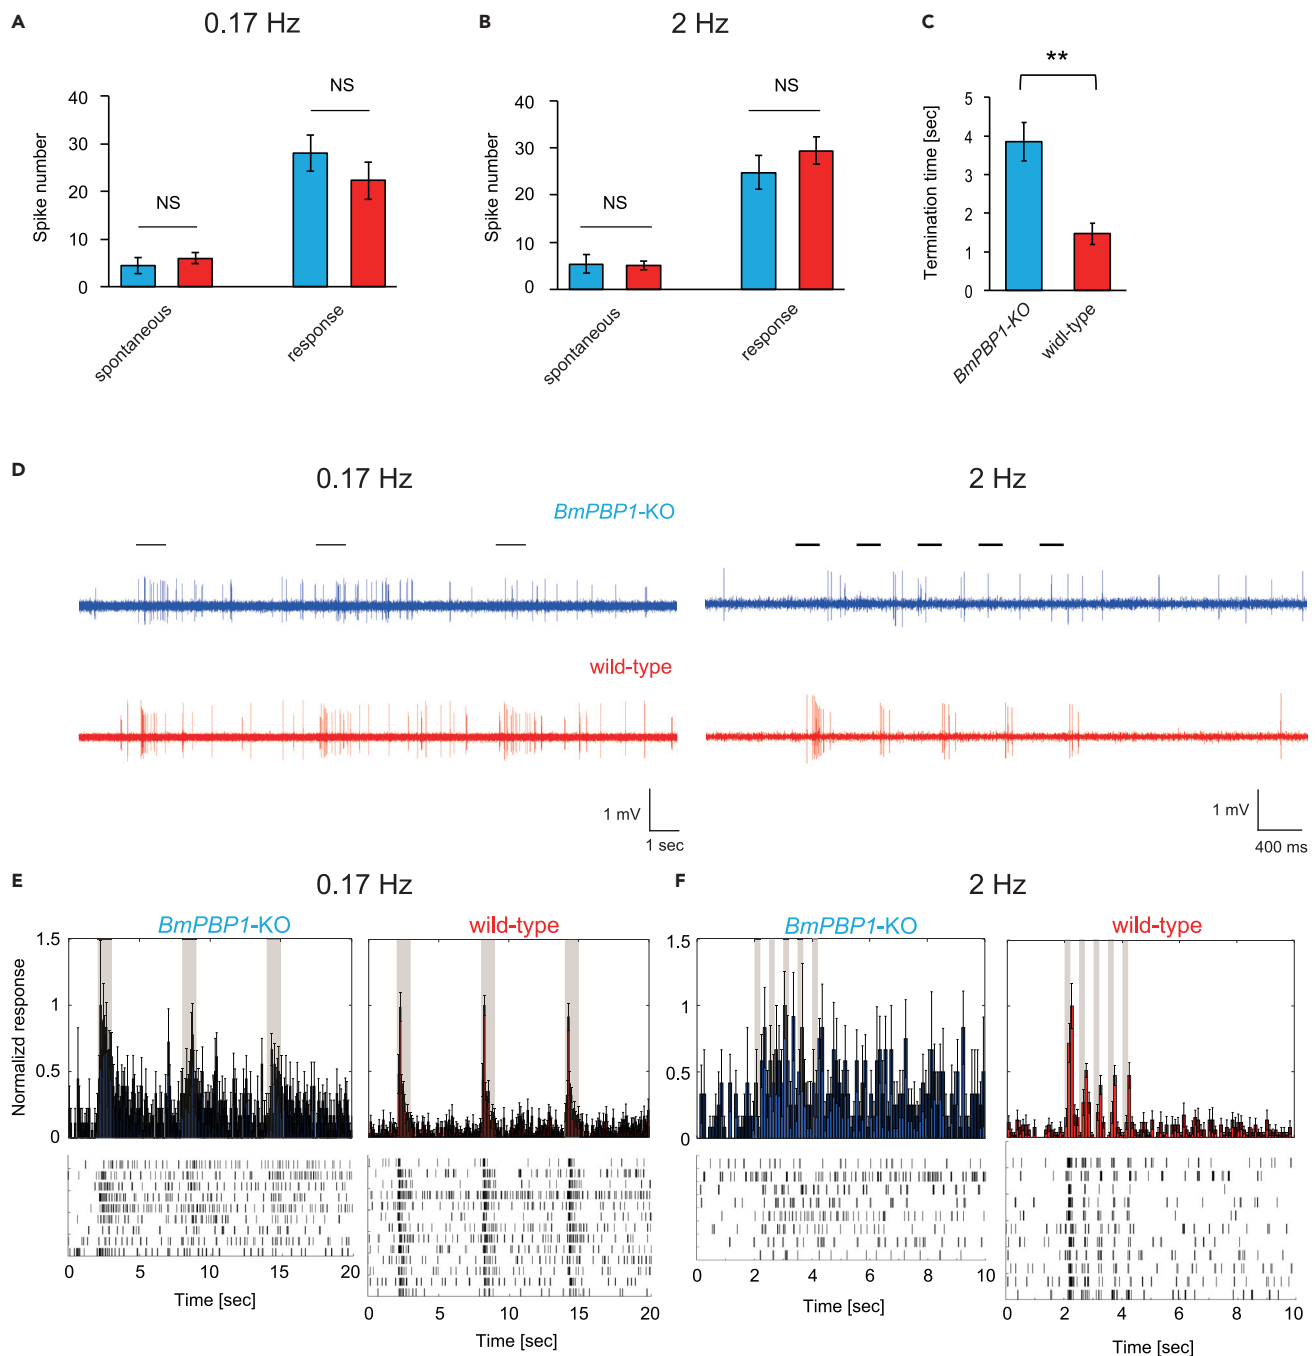 A 0.17 Hz
Spike number
40
30
20
10
0
NS
NS
spontaneous
response
B 2 Hz
Spike number
40
30
20
10
0
NS
NS
spontaneous
response
C
**
Termination time [sec]
5
4
3
2
1
0
BmPBP1-KO
widl-type
D 0.17 Hz 2 Hz
BmPBP1-KO
wild-type
1 mV
1 sec
1 mV
400 ms
E 0.17 Hz
BmPBP1-KO wild-type
Normalizd response
1.5
1
0.5
0
0 5 10 15 20
Time [sec]
0 5 10 15 20
Time [sec]
F 2 Hz
BmPBP1-KO wild-type
1.5
1
0.5
0
0 2 4 6 8 10
Time [sec]
0 2 4 6 8 10
Time [sec]